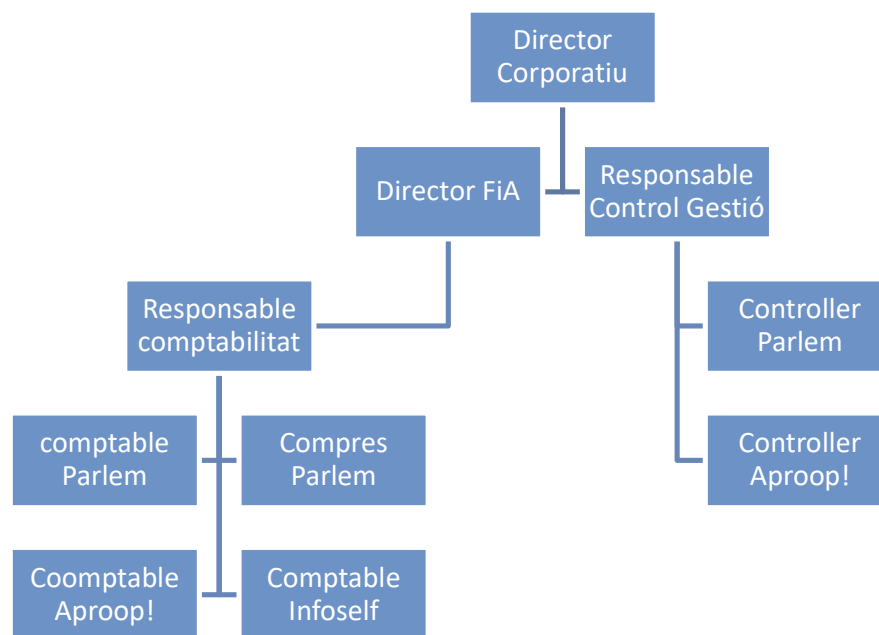 Director
Corporatiu
Director FiA
Responsable
Control Gestió
Responsable
comptabilitat
Controller
Parlem
comptable
Parlem
Compres
Parlem
Controller
Aproop!
Coomptable
Aproop!
Comptable
Infoself